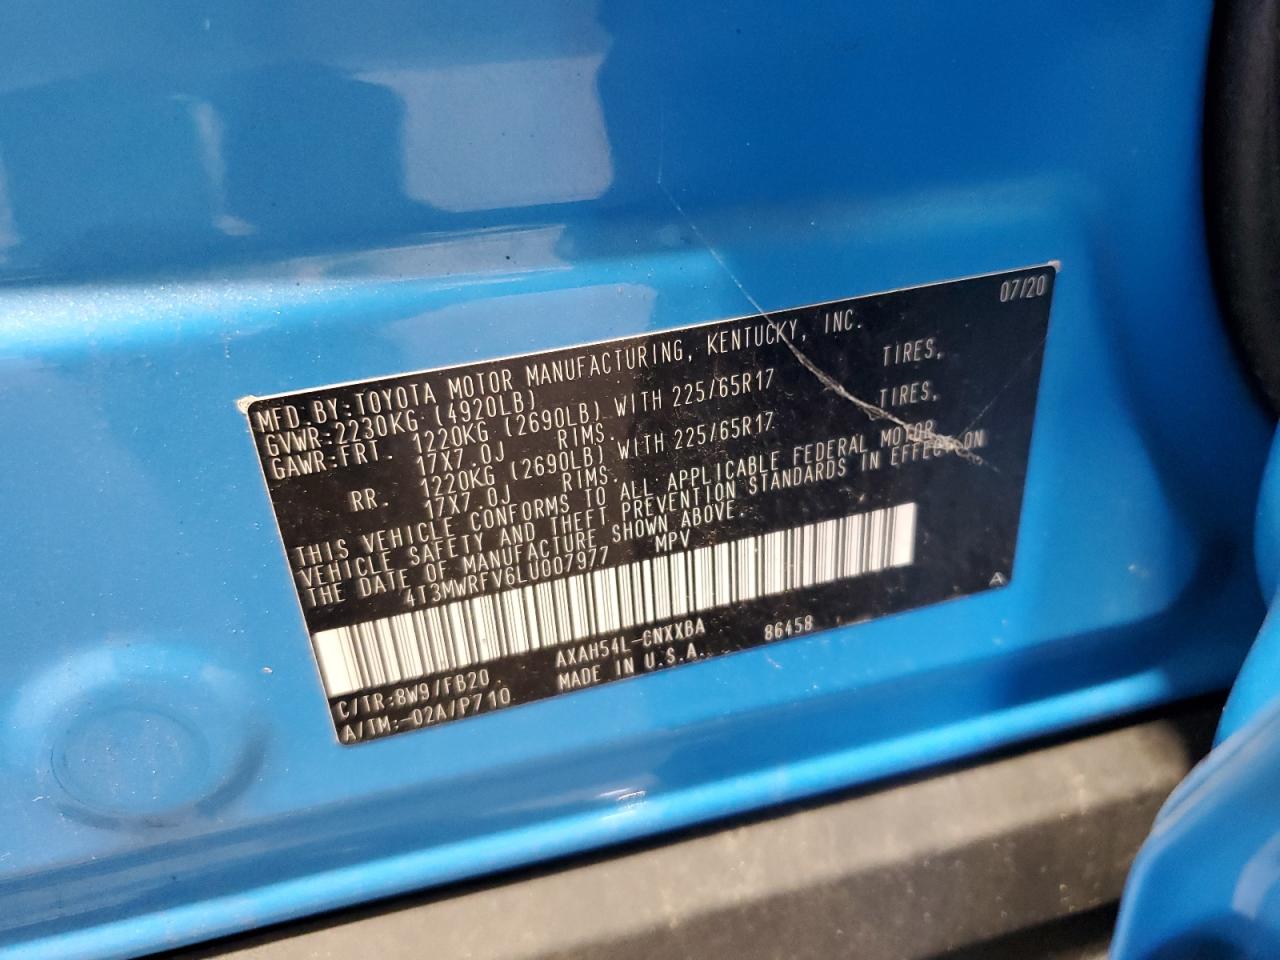 07/20
MFD. BY: TOYOTA MOTOR MANUFACTURING, KENTUCKY, INC.
GVWR: 2230KG (4920LB)
GAWR: FRT. 1220KG (2690LB) WITH 225/65R17 TIRES,
17X7.0J RIMS.
RR. 1220KG (2690LB) WITH 225/65R17 TIRES,
17X7.0J RIMS.
THIS VEHICLE CONFORMS TO ALL APPLICABLE FEDERAL MOTOR
VEHICLE SAFETY AND THEFT PREVENTION STANDARDS IN EFFECT ON
THE DATE OF MANUFACTURE SHOWN ABOVE.
4T3MWRFV6LU007977 MPV
A
C/TR:8W9/FB20 AXAH54L-CNXXBA 86458
A/TM:-02A/P710 MADE IN U.S.A.